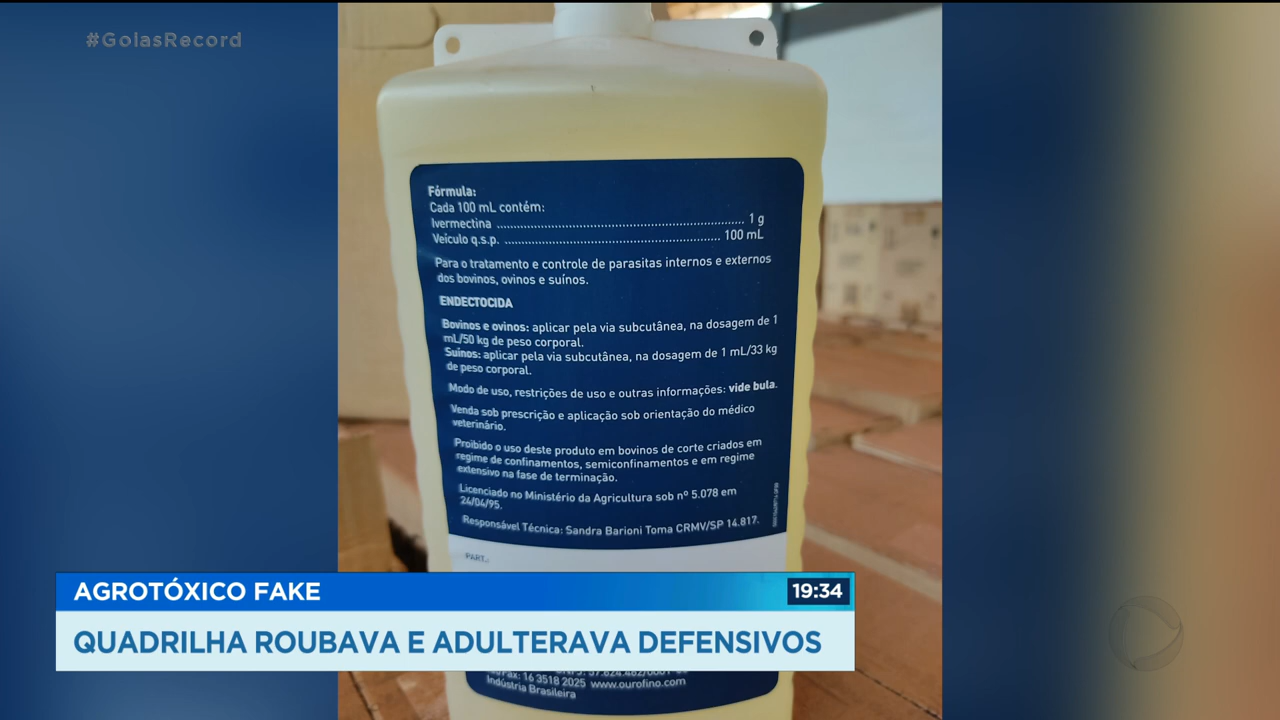 #GoiasRecord
Fórmula:
Cada 100 mL contém:
Ivermectina ........................................ 1 g
Veículo q.s.p. ........................................ 100 mL
Para o tratamento e controle de parasitas internos e externos
dos bovinos, ovinos e suínos.
ENDECTOCIDA
Bovinos e ovinos: aplicar pela via subcutânea, na dosagem de 1
mL/50 kg de peso corporal.
Suínos: aplicar pela via subcutânea, na dosagem de 1 mL/33 kg
de peso corporal.
Modo de uso, restrições de uso e outras informações: vide bula.
Venda sob prescrição e aplicação sob orientação do médico
veterinário.
Proibido o uso deste produto em bovinos de corte criados em
regime de confinamentos, semiconfinamentos e em regime
extensivo na fase de terminação.
Licenciado no Ministério da Agricultura sob nº 5.078 em
24/04/95.
Responsável Técnica: Sandra Barioni Toma CRMV/SP 14.817.
PART.:
AGROTÓXICO FAKE
19:34
QUADRILHA ROUBAVA E ADULTERAVA DEFENSIVOS
16 3518 2025 www.ourofino.com
Indústria Brasileira